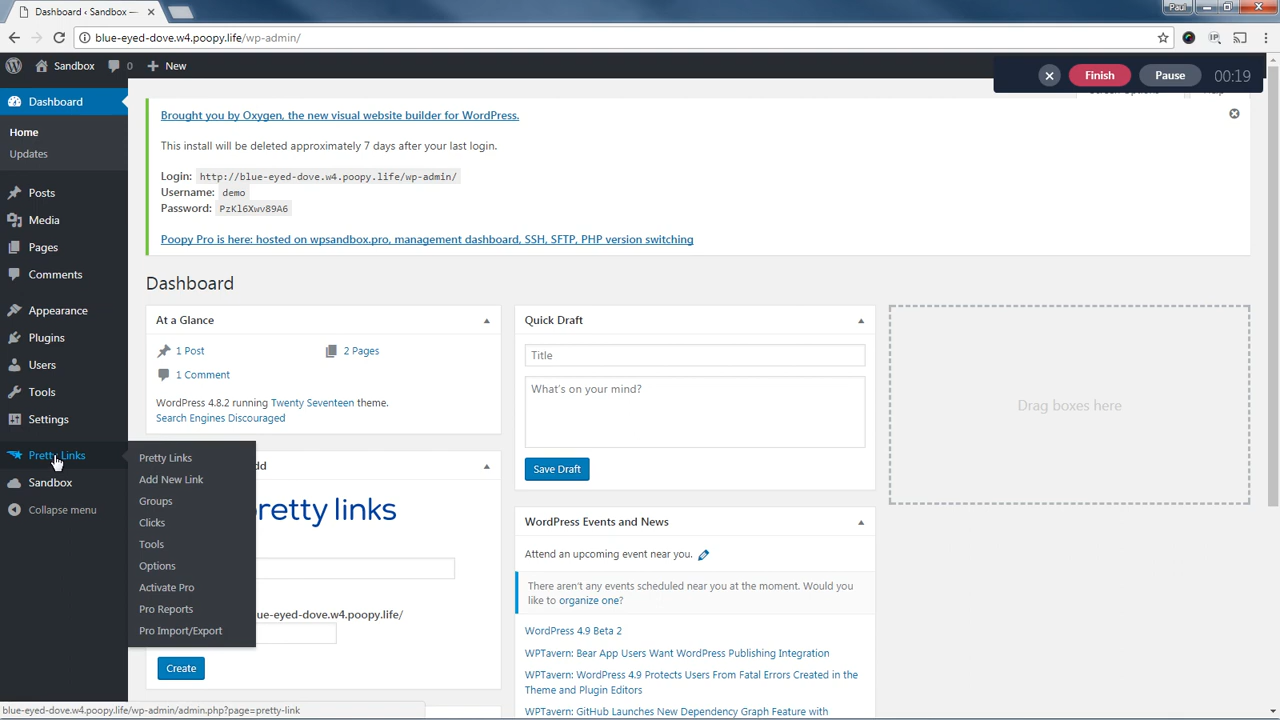 Dashboard ‹ Sandbox —
Paul
blue-eyed-dove.w4.poopy.life/wp-admin/
Sandbox 0 New
Finish Pause 00:19
Dashboard
Home
Updates
Posts
Media
Pages
Comments
Appearance
Plugins
Users
Tools
Settings
Pretty Links
Sandbox
Collapse menu
Pretty Links
Add New Link
Groups
Clicks
Tools
Options
Activate Pro
Pro Reports
Pro Import/Export
Brought you by Oxygen, the new visual website builder for WordPress.
This install will be deleted approximately 7 days after your last login.
Login: http://blue-eyed-dove.w4.poopy.life/wp-admin/
Username: demo
Password: PzKl6Xwv89A6
Poopy Pro is here: hosted on wpsandbox.pro, management dashboard, SSH, SFTP, PHP version switching
Dashboard
At a Glance
1 Post 2 Pages
1 Comment
WordPress 4.8.2 running Twenty Seventeen theme.
Search Engines Discouraged
dd
retty links
ue-eyed-dove.w4.poopy.life/
Create
Quick Draft
Title
What's on your mind?
Save Draft
WordPress Events and News
Attend an upcoming event near you.
There aren't any events scheduled near you at the moment. Would you
like to organize one?
WordPress 4.9 Beta 2
WPTavern: Bear App Users Want WordPress Publishing Integration
WPTavern: WordPress 4.9 Protects Users From Fatal Errors Created in the
Theme and Plugin Editors
WPTavern: GitHub Launches New Dependency Graph Feature with
Drag boxes here
blue-eyed-dove.w4.poopy.life/wp-admin/admin.php?page=pretty-link